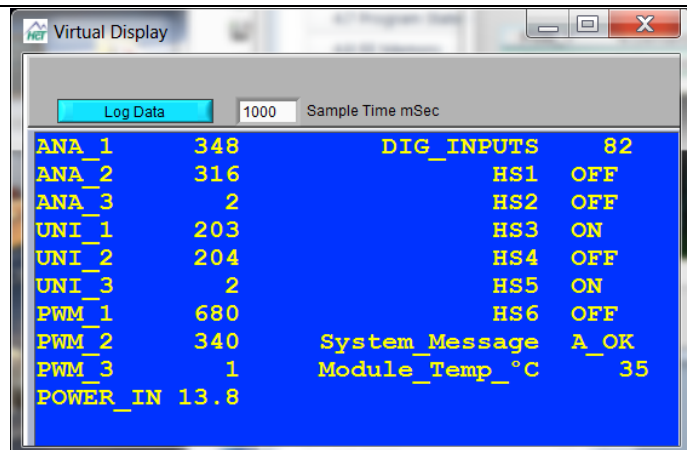 HCT Virtual Display
Log Data 1000 Sample Time mSec
ANA_1 348 DIG_INPUTS 82
ANA_2 316 HS1 OFF
ANA_3 2 HS2 OFF
UNI_1 203 HS3 ON
UNI_2 204 HS4 OFF
UNI_3 2 HS5 ON
PWM_1 680 HS6 OFF
PWM_2 340 System_Message A_OK
PWM_3 1 Module_Temp_°C 35
POWER_IN 13.8